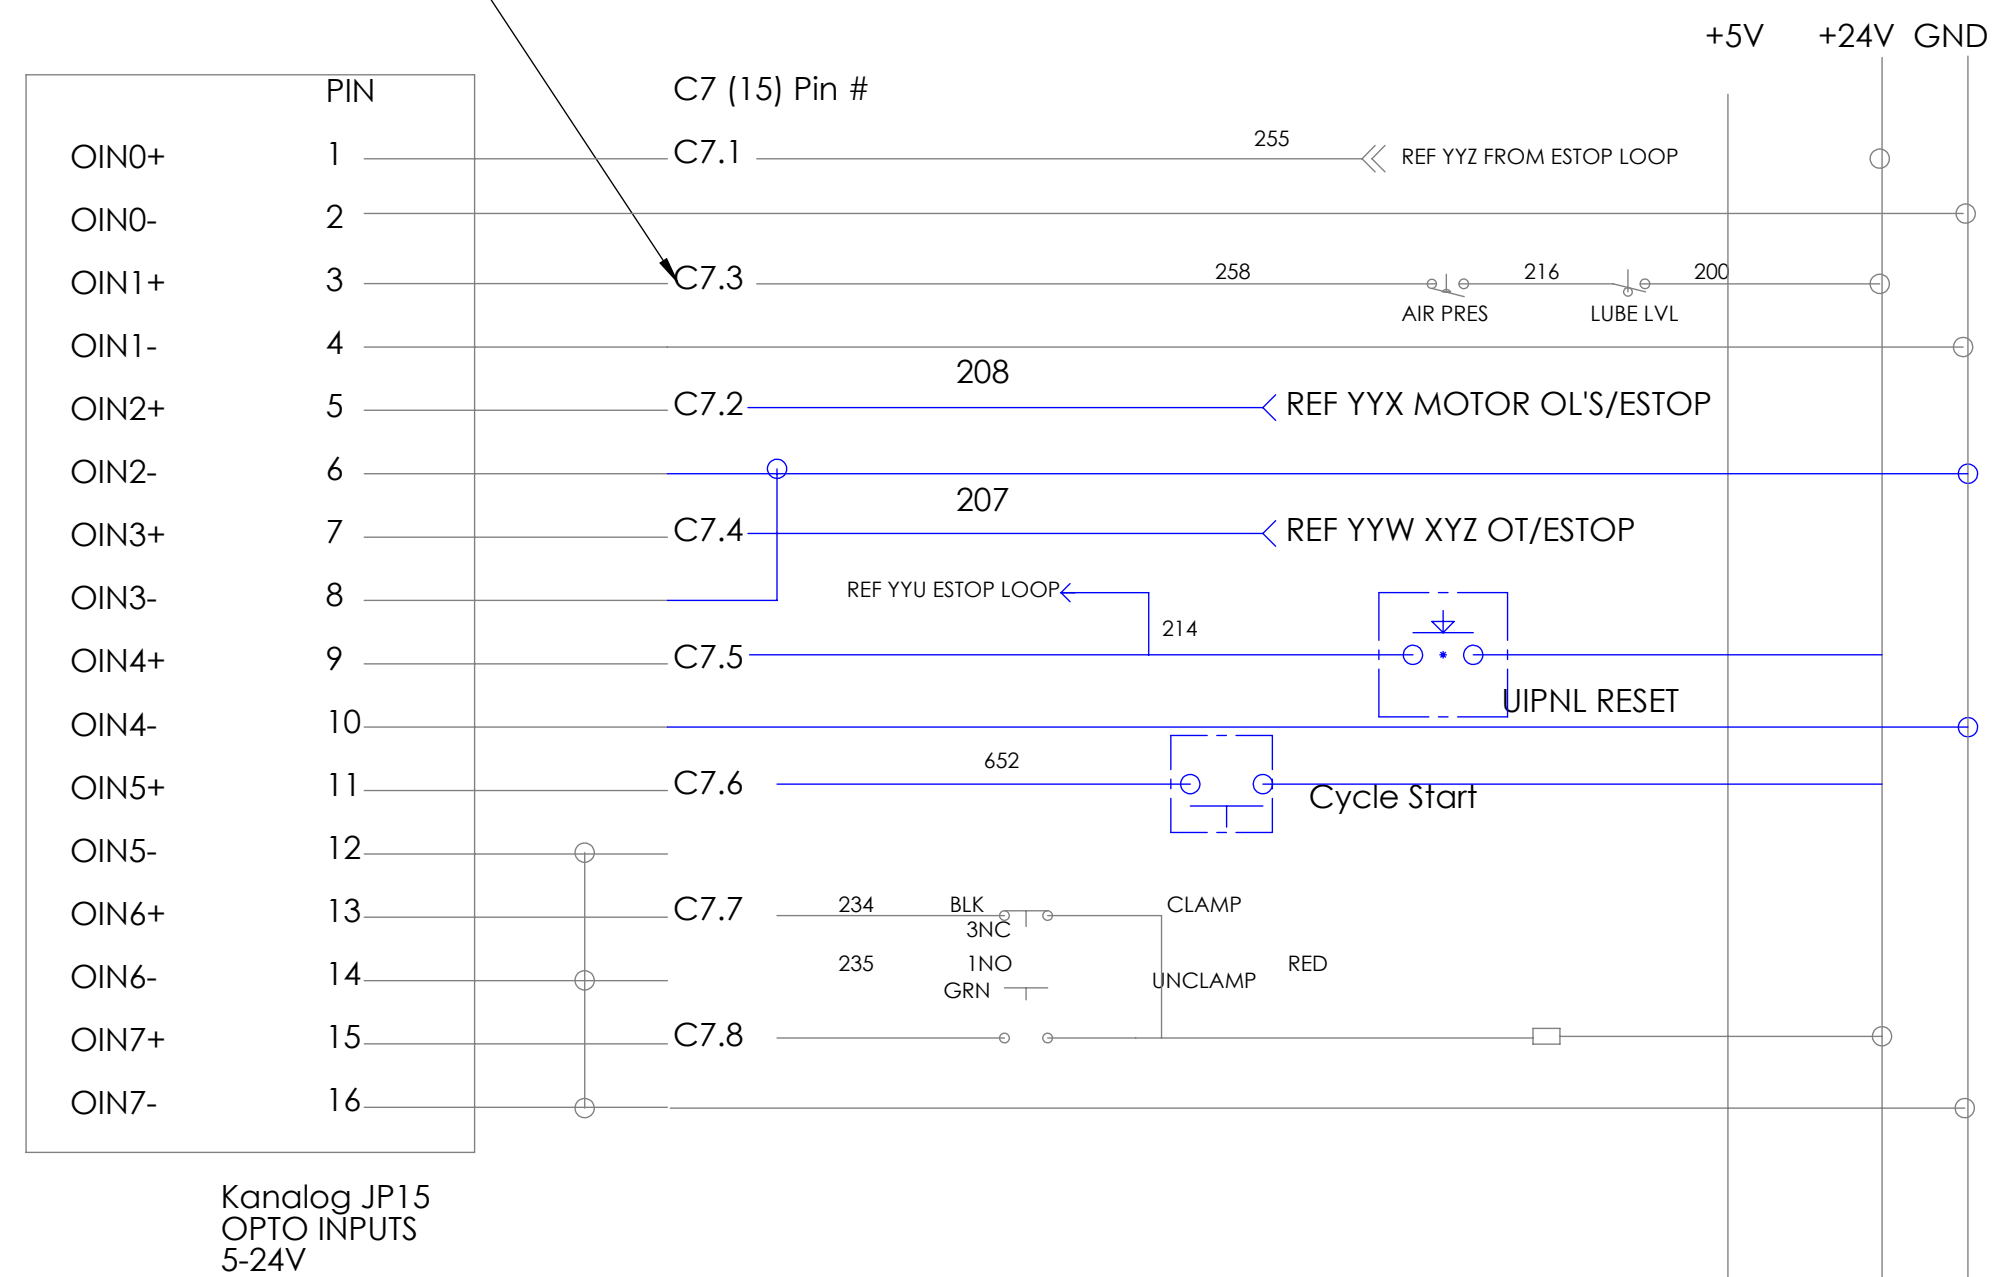 +5V +24V GND
PIN C7 (15) Pin #
OIN0+ 1 C7.1 255 REF YYZ FROM ESTOP LOOP
OIN0- 2
OIN1+ 3 C7.3 258 216 200
AIR PRES LUBE LVL
OIN1- 4
208
OIN2+ 5 C7.2 REF YYX MOTOR OL'S/ESTOP
OIN2- 6
207
OIN3+ 7 C7.4 REF YYW XYZ OT/ESTOP
OIN3- 8 REF YYU ESTOP LOOP
214
OIN4+ 9 C7.5
UIPNL RESET
OIN4- 10
652
OIN5+ 11 C7.6 Cycle Start
OIN5- 12
OIN6+ 13 C7.7 234 BLK CLAMP
3NC
235 1NO RED
OIN6- 14 UNCLAMP
GRN
OIN7+ 15 C7.8
OIN7- 16
Kanalog JP15
OPTO INPUTS
5-24V